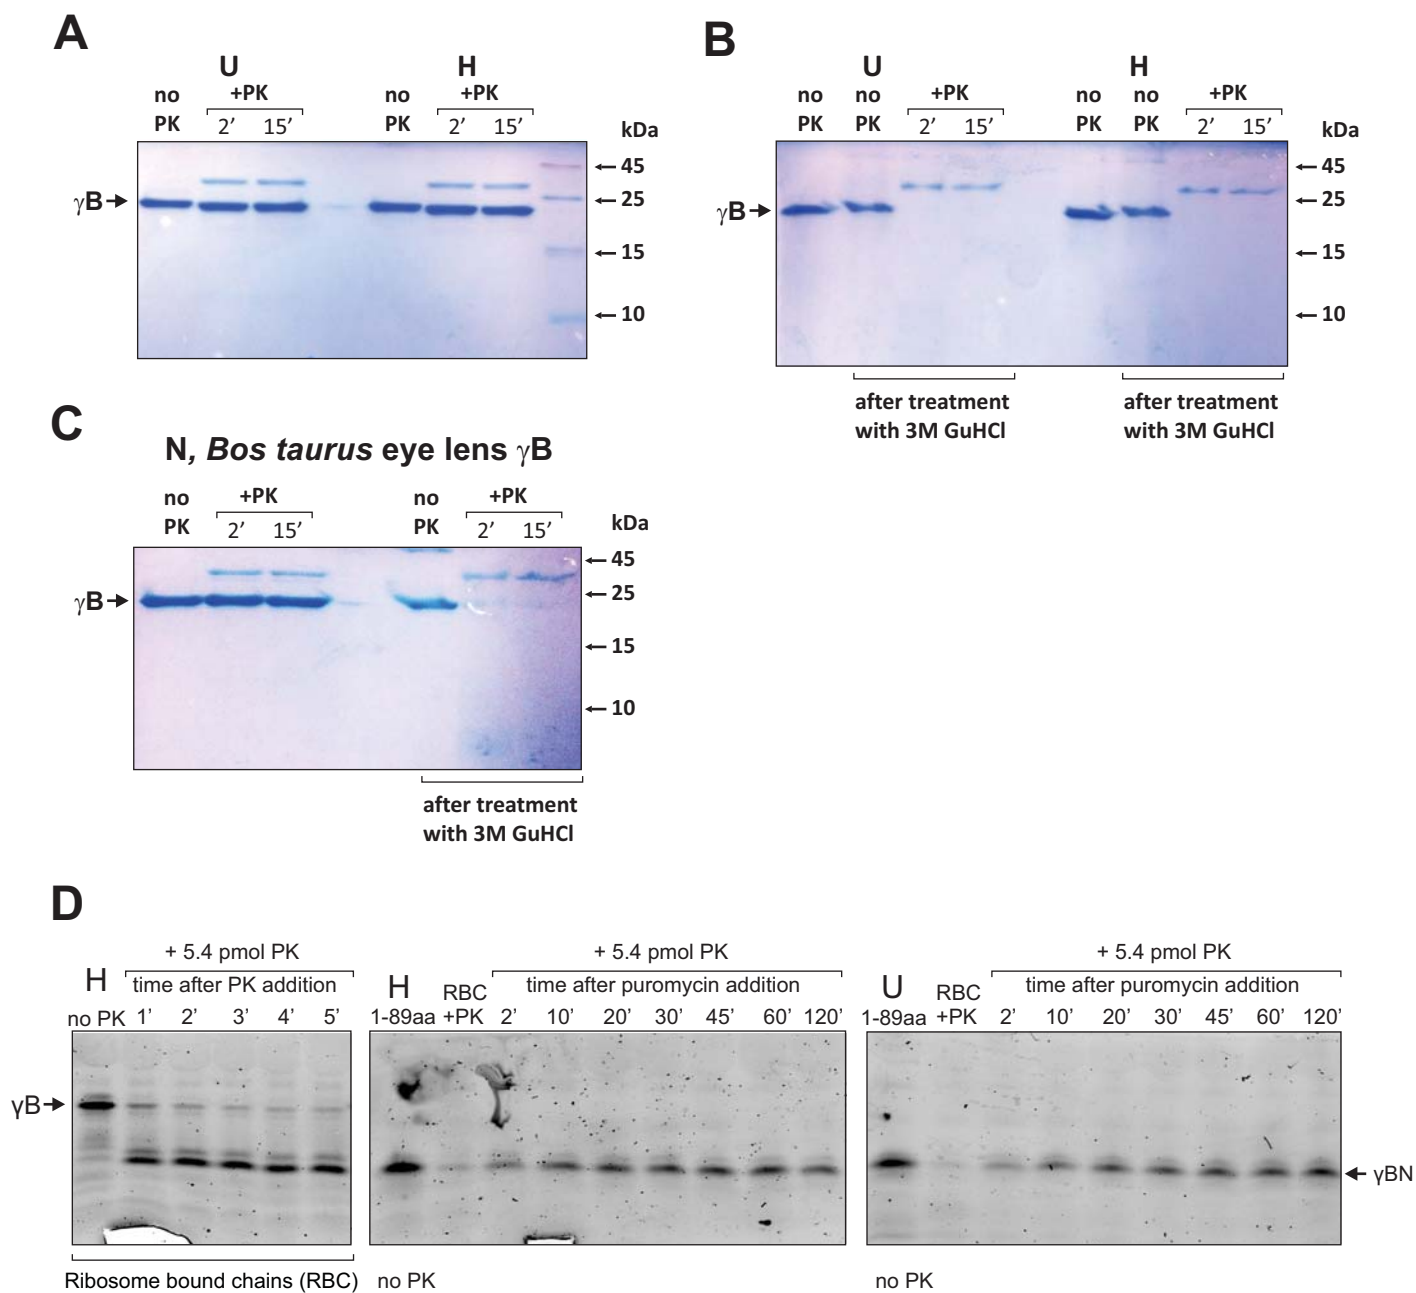 A
U H
no +PK no +PK
PK 2’ 15’ PK 2’ 15’ kDa
45
γB 25
15
10
B
U H
no no +PK no no +PK
PK PK 2’ 15’ PK PK 2’ 15’ kDa
45
25
γB
15
10
after treatment after treatment
with 3M GuHCl with 3M GuHCl
C
N, Bos taurus eye lens γB
no +PK no +PK
PK 2’ 15’ PK 2’ 15’ kDa
45
γB 25
15
10
after treatment
with 3M GuHCl
D
+ 5.4 pmol PK + 5.4 pmol PK + 5.4 pmol PK
H time after PK addition H RBC time after puromycin addition U RBC time after puromycin addition
no PK 1’ 2’ 3’ 4’ 5’ 1-89aa +PK 2’ 10’ 20’ 30’ 45’ 60’ 120’ 1-89aa +PK 2’ 10’ 20’ 30’ 45’ 60’ 120’
γB
γBN
Ribosome bound chains (RBC) no PK no PK